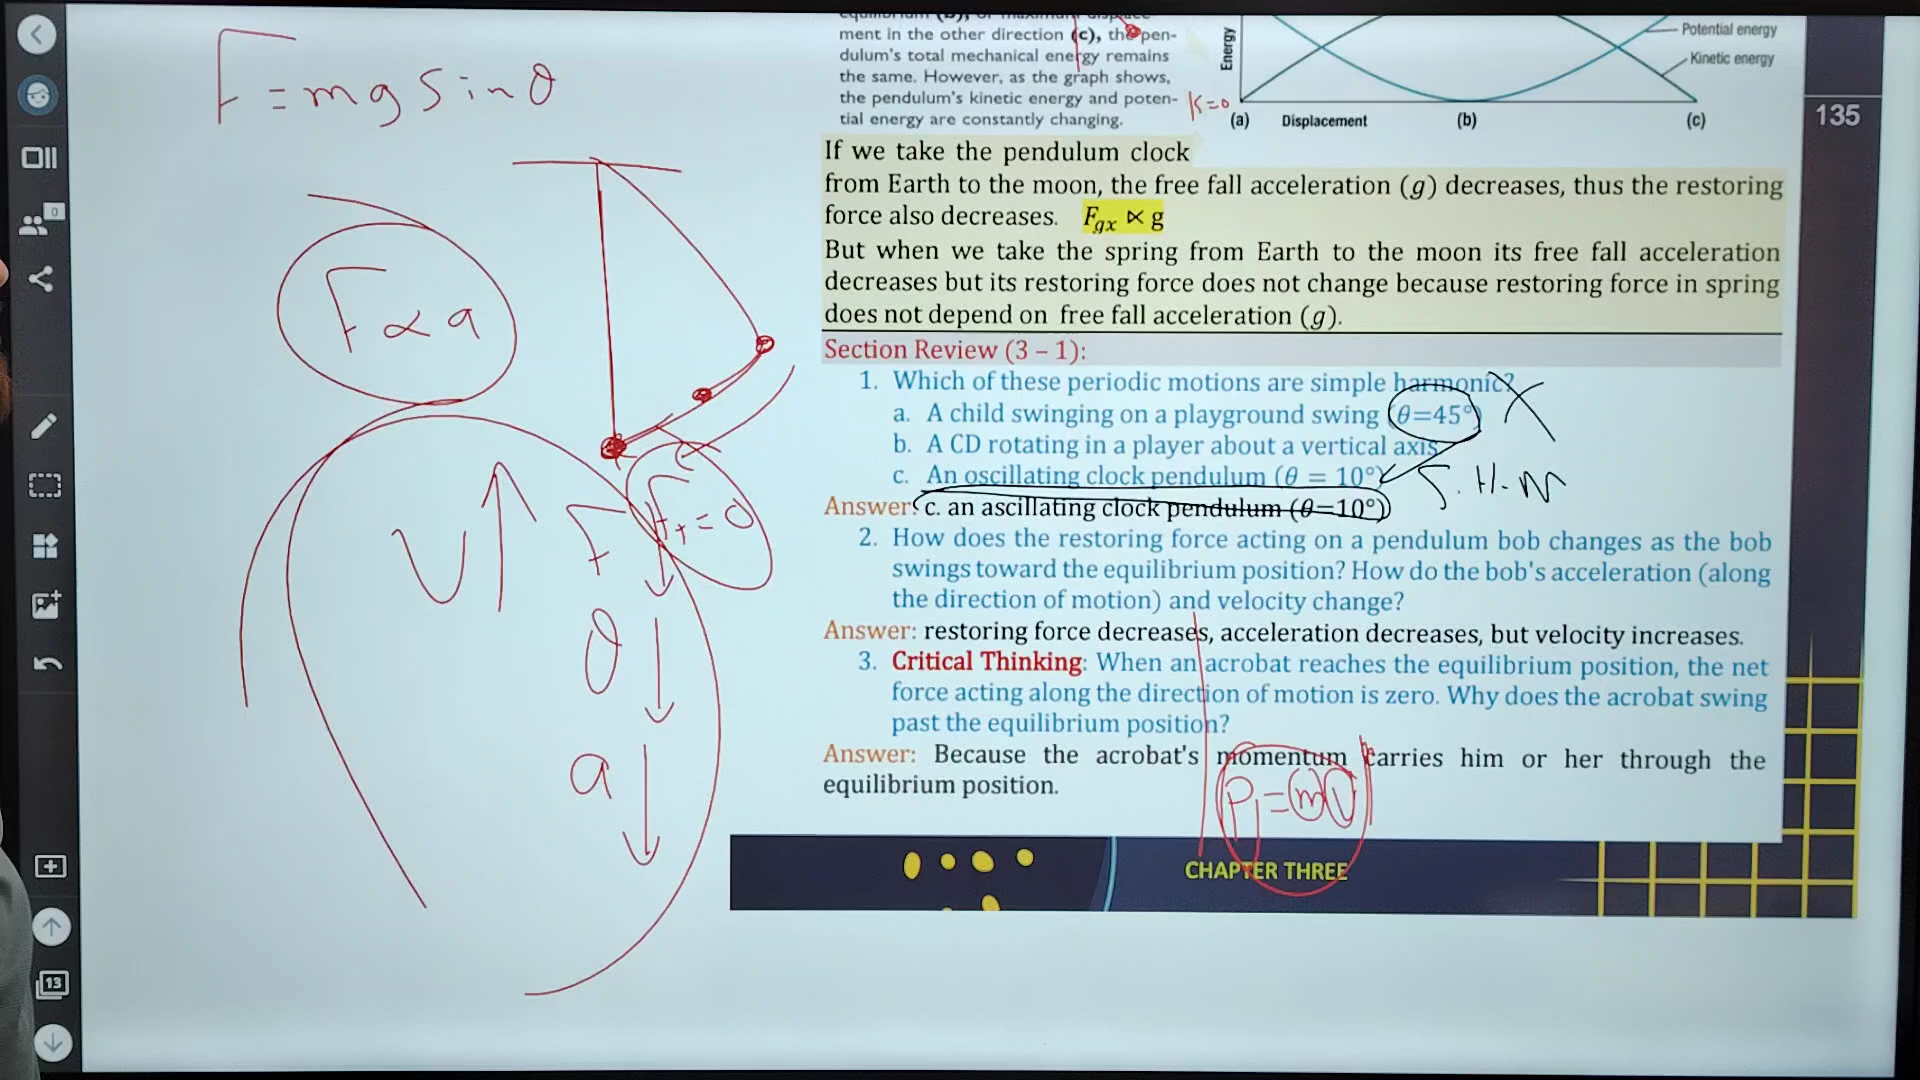 F = mg sin θ
F ∝ a
V
F
F_t = 0
θ
a
ment in the other direction (c), the pen-
dulum's total mechanical energy remains
the same. However, as the graph shows,
the pendulum's kinetic energy and poten-
tial energy are constantly changing.
K=0
Energy
Potential energy
Kinetic energy
(a) Displacement (b) (c)
135
If we take the pendulum clock
from Earth to the moon, the free fall acceleration (g) decreases, thus the restoring
force also decreases. Fgx ∝ g
But when we take the spring from Earth to the moon its free fall acceleration
decreases but its restoring force does not change because restoring force in spring
does not depend on free fall acceleration (g).
Section Review (3 – 1):
1. Which of these periodic motions are simple harmonic?
a. A child swinging on a playground swing (θ=45°)
b. A CD rotating in a player about a vertical axis
c. An oscillating clock pendulum (θ = 10°)
S.H.M
Answer: c. an ascillating clock pendulum (θ=10°)
2. How does the restoring force acting on a pendulum bob changes as the bob
swings toward the equilibrium position? How do the bob's acceleration (along
the direction of motion) and velocity change?
Answer: restoring force decreases, acceleration decreases, but velocity increases.
3. Critical Thinking: When an acrobat reaches the equilibrium position, the net
force acting along the direction of motion is zero. Why does the acrobat swing
past the equilibrium position?
Answer: Because the acrobat's momentum carries him or her through the
equilibrium position.
P = mV
CHAPTER THREE
0
13